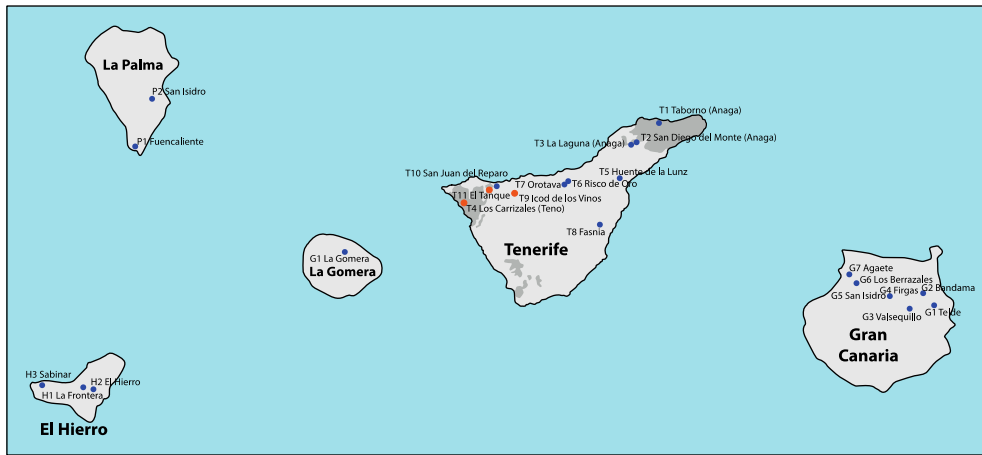 La Palma
P2 San Isidro
P1 Fuencaliente
T1 Taborno (Anaga)
T2 San Diego del Monte (Anaga)
T3 La Laguna (Anaga)
T10 San Juan del Reparo
T5 Huente de la Lunz
T7 Orotava
T6 Risco de Oro
T11 El Tanque
T9 Icod de los Vinos
T4 Los Carrizales (Teno)
T8 Fasnia
Tenerife
G1 La Gomera
La Gomera
G7 Agaete
G6 Los Berrazales
G4 Firgas
G2 Bandama
G5 San Isidro
G3 Valsequillo
G1 Telde
Gran
Canaria
H3 Sabinar
H2 El Hierro
H1 La Frontera
El Hierro